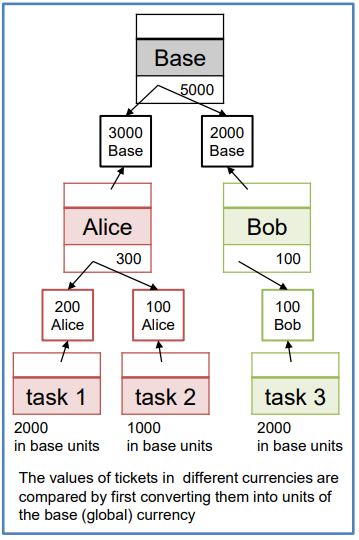 Base
5000
3000
Base
2000
Base
Alice
300
Bob
100
200
Alice
100
Alice
100
Bob
task 1
task 2
task 3
2000
in base units
1000
in base units
2000
in base units
The values of tickets in different currencies are
compared by first converting them into units of
the base (global) currency